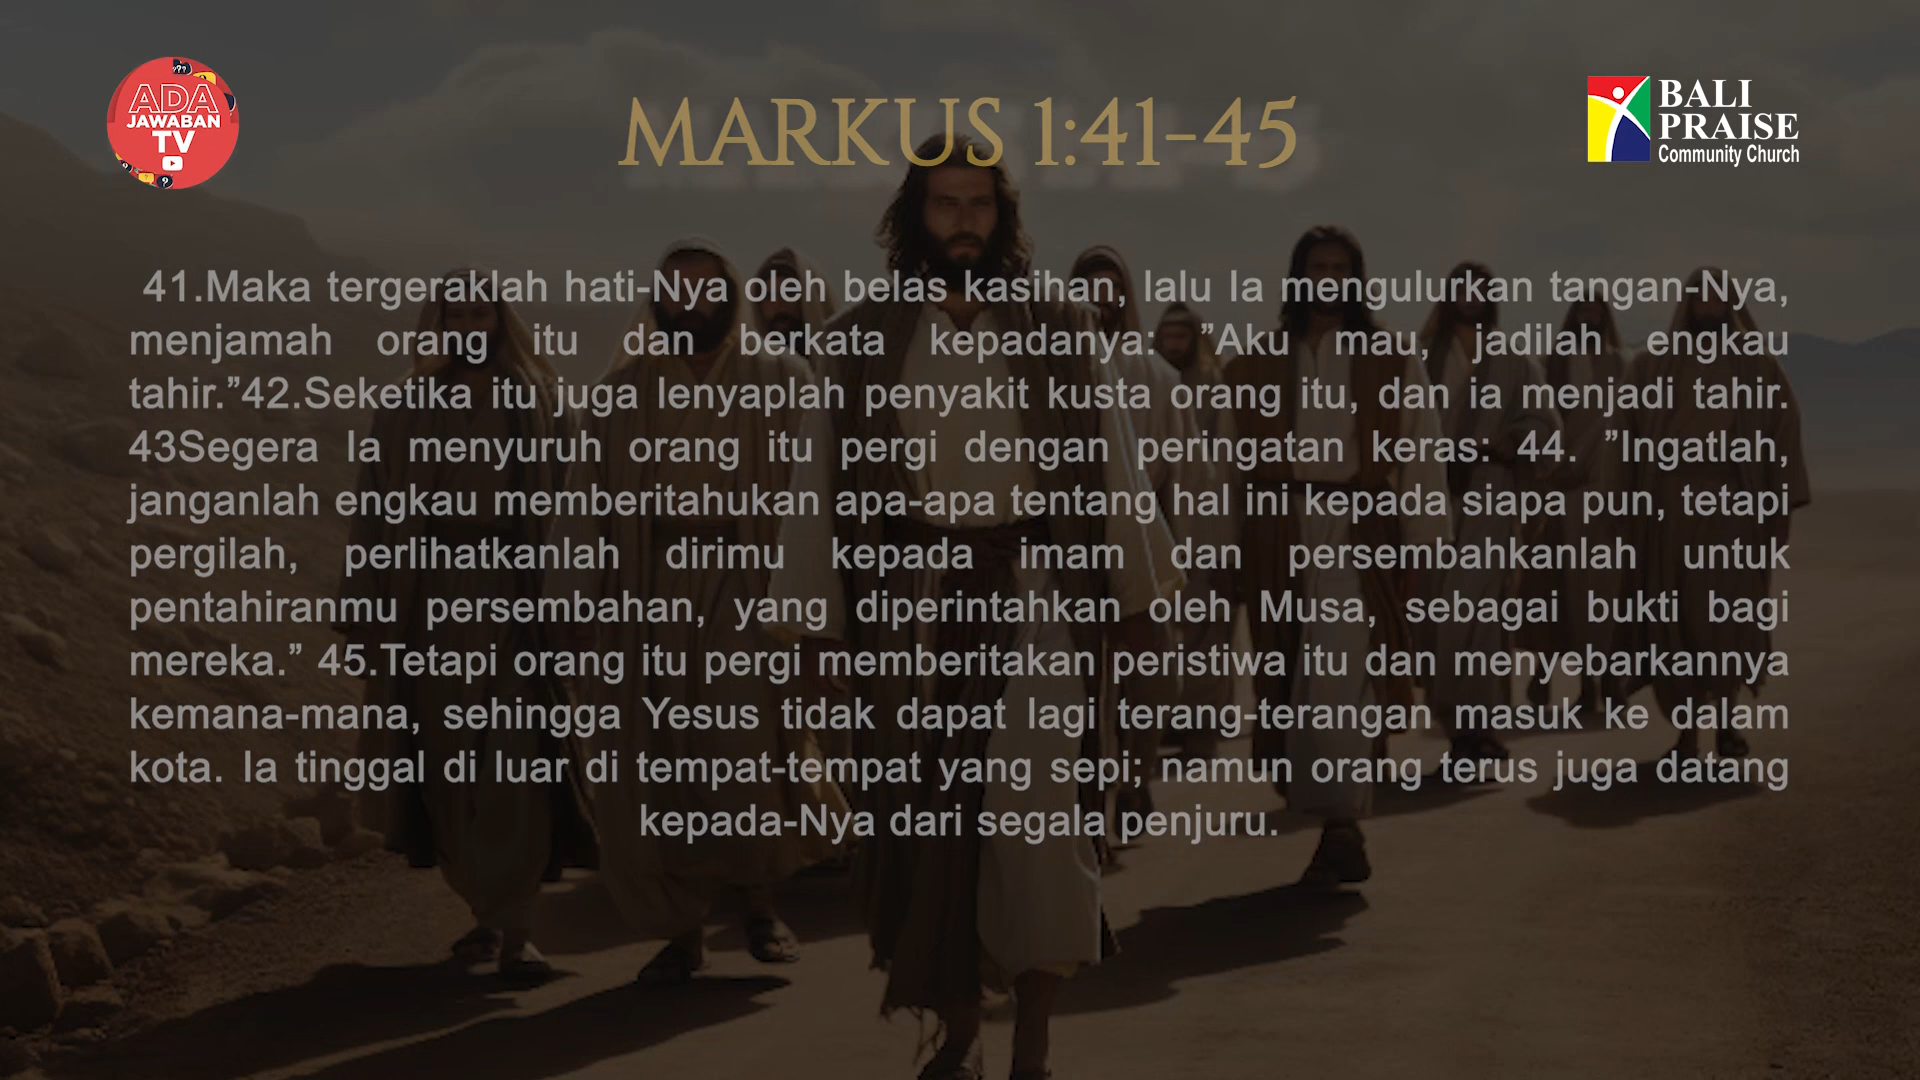 ADA
JAWABAN
TV
MARKUS 1:41-45
BALI
PRAISE
Community Church
41.Maka tergeraklah hati-Nya oleh belas kasihan, lalu Ia mengulurkan tangan-Nya,
menjamah orang itu dan berkata kepadanya: ”Aku mau, jadilah engkau
tahir.”42.Seketika itu juga lenyaplah penyakit kusta orang itu, dan ia menjadi tahir.
43Segera Ia menyuruh orang itu pergi dengan peringatan keras: 44. ”Ingatlah,
janganlah engkau memberitahukan apa-apa tentang hal ini kepada siapa pun, tetapi
pergilah, perlihatkanlah dirimu kepada imam dan persembahkanlah untuk
pentahiranmu persembahan, yang diperintahkan oleh Musa, sebagai bukti bagi
mereka.” 45.Tetapi orang itu pergi memberitakan peristiwa itu dan menyebarkannya
kemana-mana, sehingga Yesus tidak dapat lagi terang-terangan masuk ke dalam
kota. Ia tinggal di luar di tempat-tempat yang sepi; namun orang terus juga datang
kepada-Nya dari segala penjuru.